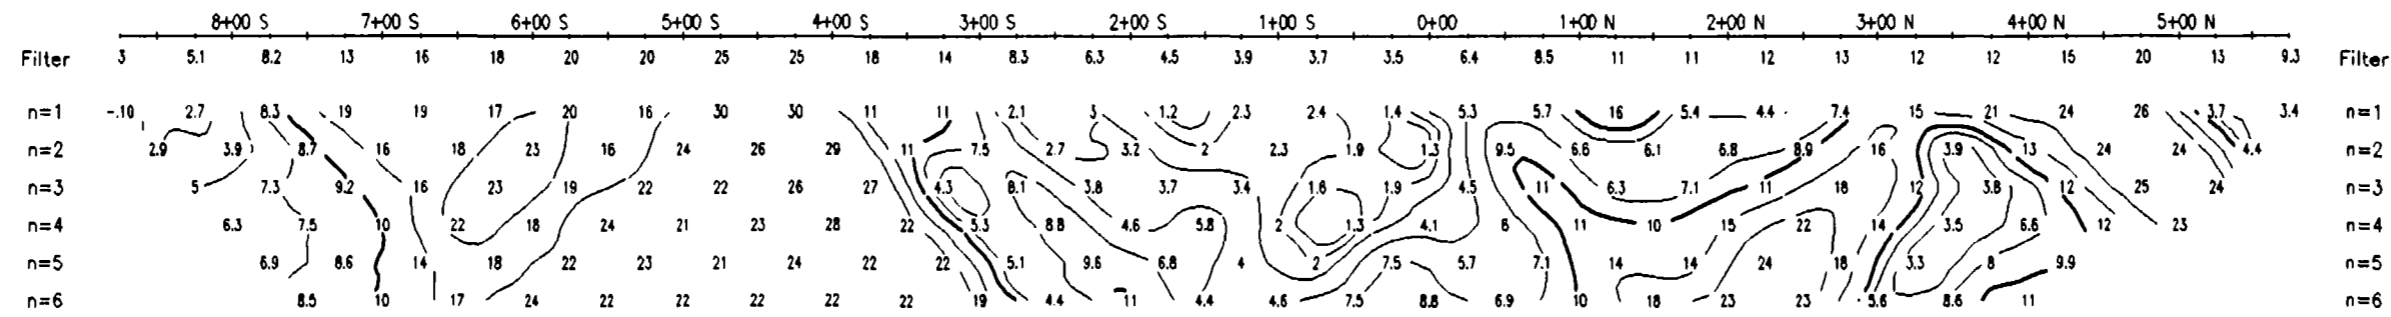 8+00 S 7+00 S 6+00 S 5+00 S 4+00 S 3+00 S 2+00 S 1+00 S 0+00 1+00 N 2+00 N 3+00 N 4+00 N 5+00 N
Filter 3 5.1 8.2 13 16 18 20 20 25 25 18 14 8.3 6.3 4.5 3.9 3.7 3.5 6.4 8.5 11 11 12 13 12 12 15 20 13 9.3 Filter
n=1 -.10 2.7 8.3 19 19 17 20 16 30 30 11 11 2.1 3 1.2 2.3 2.4 1.4 5.3 5.7 16 5.4 4.4 7.4 15 21 24 26 3.7 3.4 n=1
n=2 2.9 3.9 8.7 16 18 23 16 24 26 29 11 7.5 2.7 3.2 2 2.3 1.9 1.3 9.5 6.6 6.1 6.8 8.9 16 3.9 13 24 24 4.4 n=2
n=3 5 7.3 9.2 16 23 19 22 22 26 27 4.3 8.1 3.8 3.7 3.4 1.6 1.9 4.5 11 6.3 7.1 11 18 12 3.8 12 25 24 n=3
n=4 6.3 7.5 10 22 18 24 21 23 28 22 5.3 8.8 4.6 5.8 2 1.3 4.1 6 11 10 15 22 14 3.5 6.6 12 23 n=4
n=5 6.9 8.6 14 18 22 23 21 24 22 22 5.1 9.6 6.8 4 2 7.5 5.7 7.1 14 14 24 18 3.3 8 9.9 n=5
n=6 8.5 10 17 24 22 22 22 22 22 19 4.4 11 4.4 4.6 7.5 8.8 6.9 10 18 23 23 5.6 8.6 11 n=6